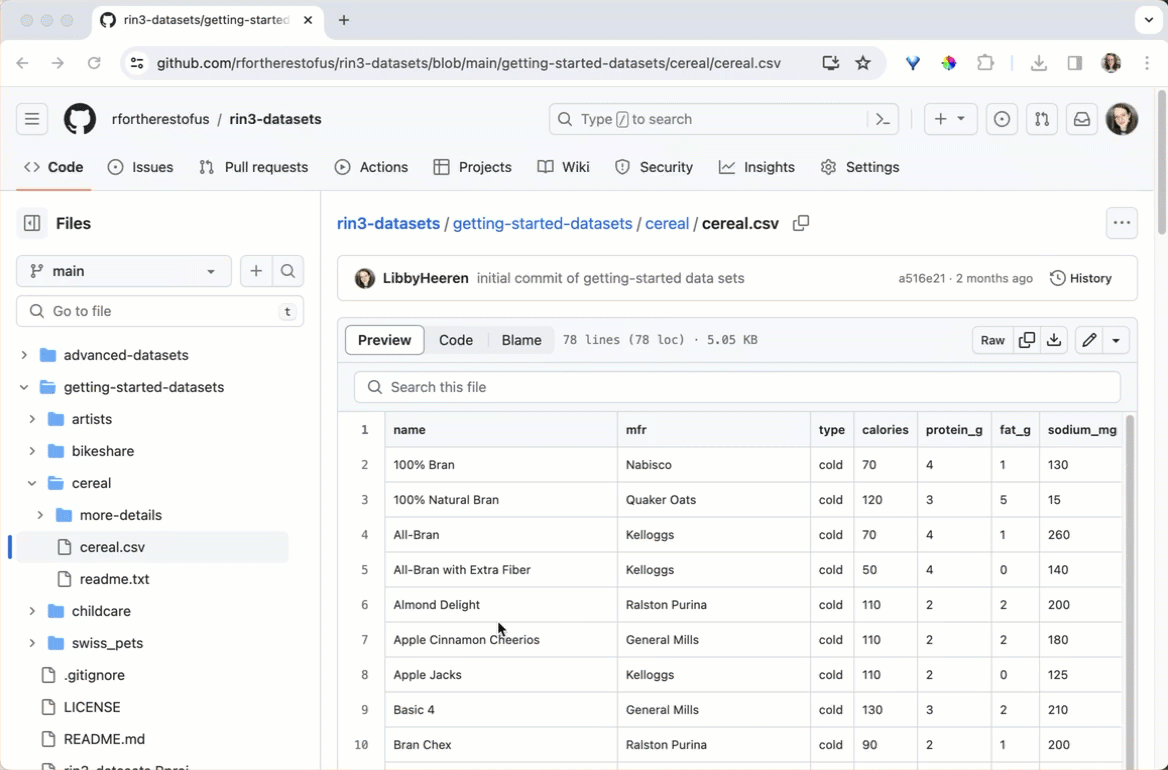 rin3-datasets/getting-started
github.com/rfortherestofus/rin3-datasets/blob/main/getting-started-datasets/cereal/cereal.csv
rfortherestofus / rin3-datasets
Type / to search
Code Issues Pull requests Actions Projects Wiki Security Insights Settings
Files
rin3-datasets / getting-started-datasets / cereal / cereal.csv
main
LibbyHeeren initial commit of getting-started data sets a516e21 · 2 months ago History
Go to file t
Preview Code Blame 78 lines (78 loc) · 5.05 KB Raw
advanced-datasets
getting-started-datasets
artists
bikeshare
cereal
more-details
cereal.csv
readme.txt
childcare
swiss_pets
.gitignore
LICENSE
README.md
rin3-datasets.Rproj
Search this file
1 name mfr type calories protein_g fat_g sodium_mg
2 100% Bran Nabisco cold 70 4 1 130
3 100% Natural Bran Quaker Oats cold 120 3 5 15
4 All-Bran Kelloggs cold 70 4 1 260
5 All-Bran with Extra Fiber Kelloggs cold 50 4 0 140
6 Almond Delight Ralston Purina cold 110 2 2 200
7 Apple Cinnamon Cheerios General Mills cold 110 2 2 180
8 Apple Jacks Kelloggs cold 110 2 0 125
9 Basic 4 General Mills cold 130 3 2 210
10 Bran Chex Ralston Purina cold 90 2 1 200